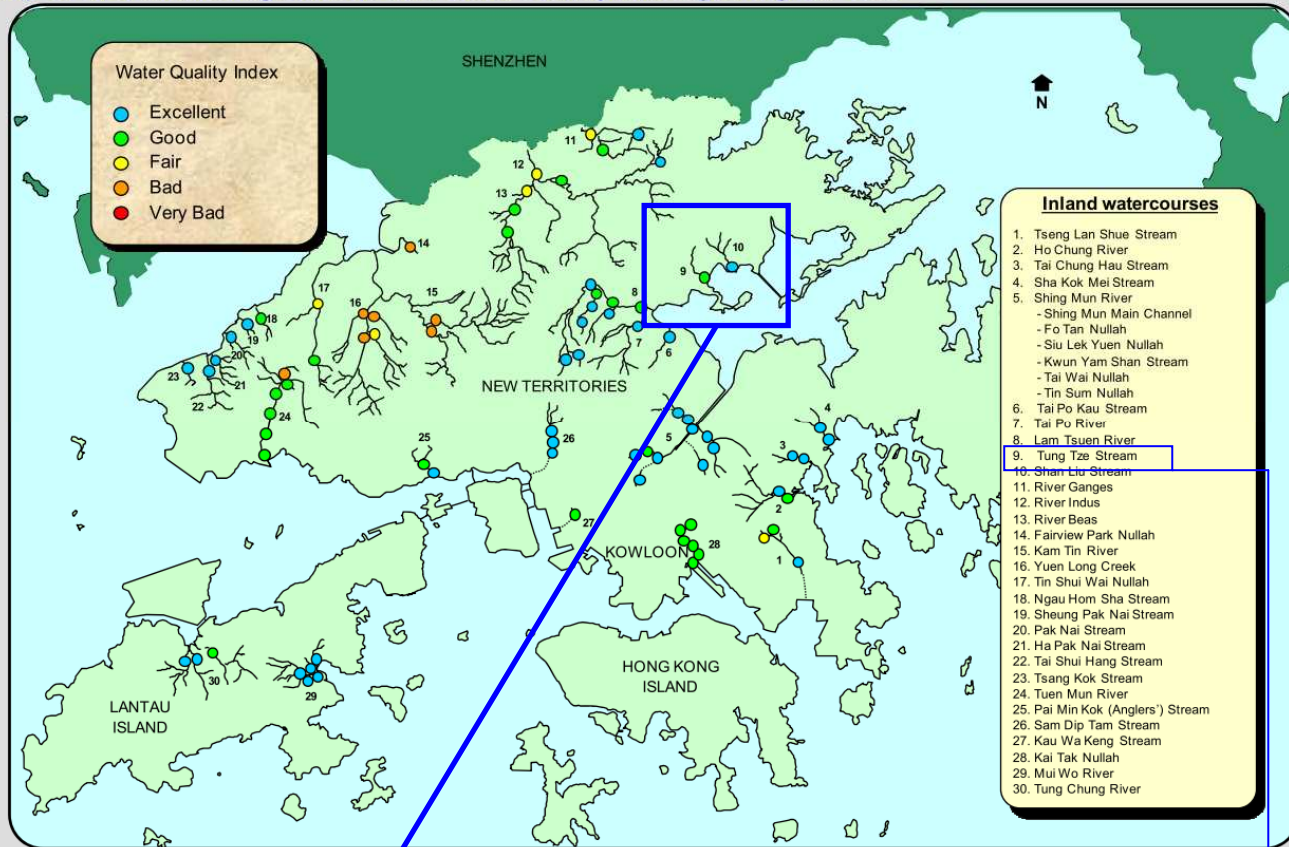 SHENZHEN
Water Quality Index
Excellent
Good
Fair
Bad
Very Bad
N
11
12
13
10
9
14
15
17
16
8
18
19
7
6
20
23
21
22
NEW TERRITORIES
24
4
25
26
5
3
2
27
KOWLOON
28
1
HONG KONG
ISLAND
30
29
LANTAU
ISLAND
Inland watercourses
1. Tseng Lan Shue Stream
2. Ho Chung River
3. Tai Chung Hau Stream
4. Sha Kok Mei Stream
5. Shing Mun River
- Shing Mun Main Channel
- Fo Tan Nullah
- Siu Lek Yuen Nullah
- Kwun Yam Shan Stream
- Tai Wai Nullah
- Tin Sum Nullah
6. Tai Po Kau Stream
7. Tai Po River
8. Lam Tsuen River
9. Tung Tze Stream
10. Shan Liu Stream
11. River Ganges
12. River Indus
13. River Beas
14. Fairview Park Nullah
15. Kam Tin River
16. Yuen Long Creek
17. Tin Shui Wai Nullah
18. Ngau Hom Sha Stream
19. Sheung Pak Nai Stream
20. Pak Nai Stream
21. Ha Pak Nai Stream
22. Tai Shui Hang Stream
23. Tsang Kok Stream
24. Tuen Mun River
25. Pai Min Kok (Anglers') Stream
26. Sam Dip Tam Stream
27. Kau Wa Keng Stream
28. Kai Tak Nullah
29. Mui Wo River
30. Tung Chung River